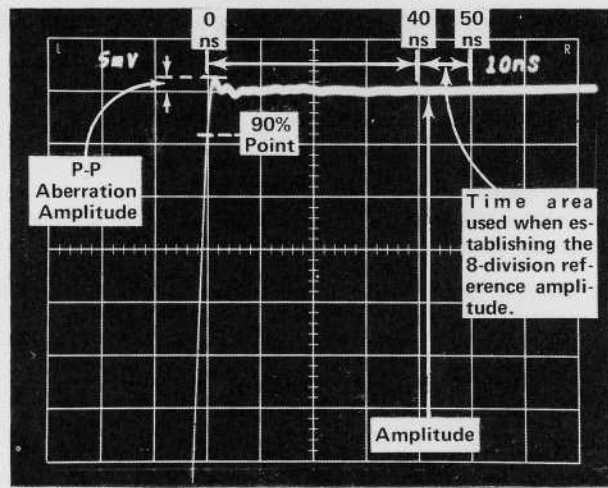 0
ns
40
ns
50
ns
L
R
5mV
10nS
90%
Point
P-P
Aberration
Amplitude
Time area
used when es-
tablishing the
8-division ref-
erence ampli-
tude.
Amplitude